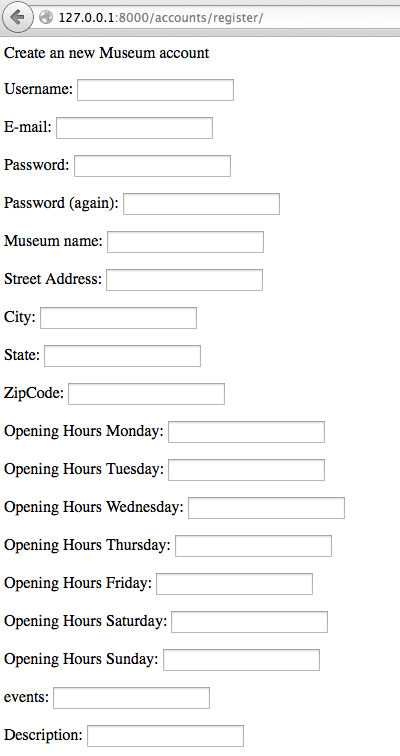 127.0.0.1:8000/accounts/register/
Create an new Museum account
Username:
E-mail:
Password:
Password (again):
Museum name:
Street Address:
City:
State:
ZipCode:
Opening Hours Monday:
Opening Hours Tuesday:
Opening Hours Wednesday:
Opening Hours Thursday:
Opening Hours Friday:
Opening Hours Saturday:
Opening Hours Sunday:
events:
Description: